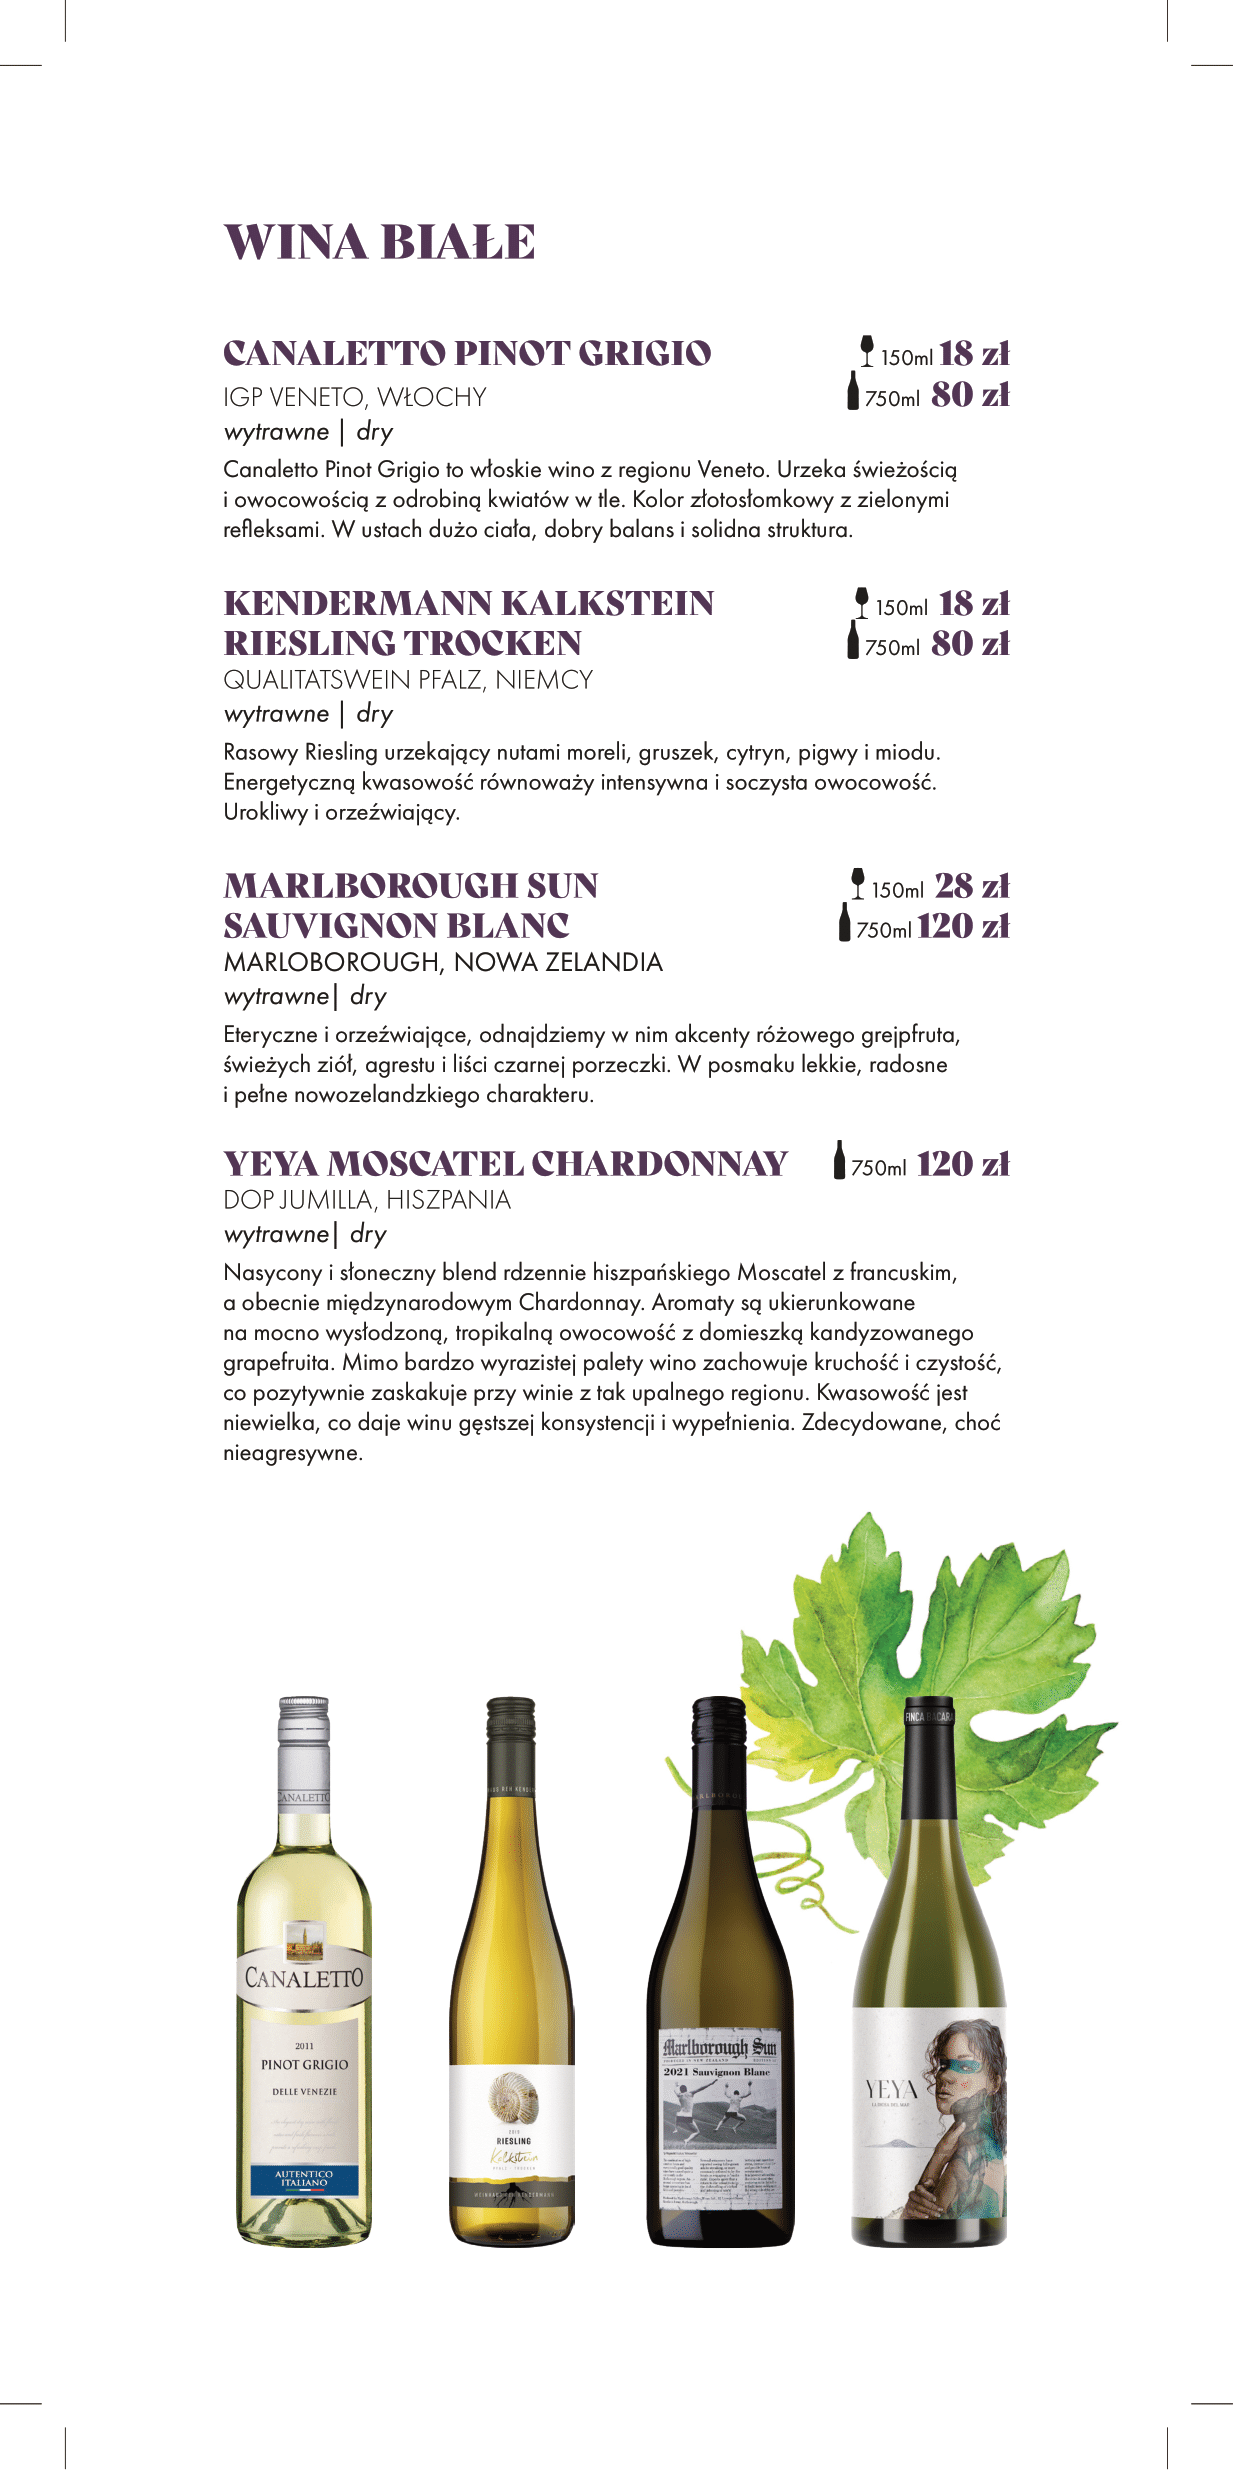 WINA BIAŁE
CANALETTO PINOT GRIGIO
150ml 18 zł
IGP VENETO, WŁOCHY
750ml 80 zł
wytrawne | dry
Canaletto Pinot Grigio to włoskie wino z regionu Veneto. Urzeka świeżością
i owocowością z odrobiną kwiatów w tle. Kolor złotosłomkowy z zielonymi
refleksami. W ustach dużo ciała, dobry balans i solidna struktura.
KENDERMANN KALKSTEIN
150ml 18 zł
RIESLING TROCKEN
750ml 80 zł
QUALITATSWEIN PFALZ, NIEMCY
wytrawne | dry
Rasowy Riesling urzekający nutami moreli, gruszek, cytryn, pigwy i miodu.
Energetyczną kwasowość równoważy intensywna i soczysta owocowość.
Urokliwy i orzeźwiający.
MARLBOROUGH SUN
150ml 28 zł
SAUVIGNON BLANC
750ml 120 zł
MARLOBOROUGH, NOWA ZELANDIA
wytrawne| dry
Eteryczne i orzeźwiające, odnajdziemy w nim akcenty różowego grejpfruta,
świeżych ziół, agrestu i liści czarnej porzeczki. W posmaku lekkie, radosne
i pełne nowozelandzkiego charakteru.
YEYA MOSCATEL CHARDONNAY
750ml 120 zł
DOP JUMILLA, HISZPANIA
wytrawne| dry
Nasycony i słoneczny blend rdzennie hiszpańskiego Moscatel z francuskim,
a obecnie międzynarodowym Chardonnay. Aromaty są ukierunkowane
na mocno wysłodzoną, tropikalną owocowość z domieszką kandyzowanego
grapefruita. Mimo bardzo wyrazistej palety wino zachowuje kruchość i czystość,
co pozytywnie zaskakuje przy winie z tak upalnego regionu. Kwasowość jest
niewielka, co daje winu gęstszej konsystencji i wypełnienia. Zdecydowane, choć
nieagresywne.
CANALETTO
CANALETTO
2011
PINOT GRIGIO
DELLE VENEZIE
AUTENTICO
ITALIANO
RIESLING
Kalkstein
Marlborough Sun
2021 Sauvignon Blanc
FINCA BACARA
YEYA